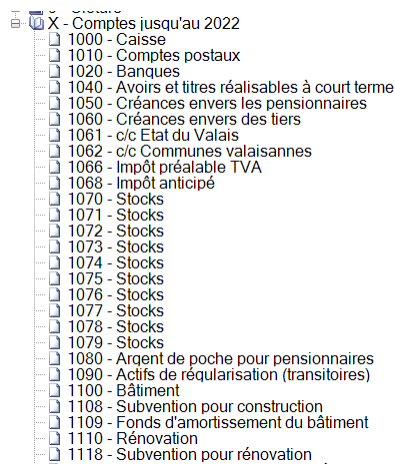 X - Comptes jusqu'au 2022
1000 - Caisse
1010 - Comptes postaux
1020 - Banques
1040 - Avoirs et titres réalisables à court terme
1050 - Créances envers les pensionnaires
1060 - Créances envers des tiers
1061 - c/c Etat du Valais
1062 - c/c Communes valaisannes
1066 - Impôt préalable TVA
1068 - Impôt anticipé
1070 - Stocks
1071 - Stocks
1072 - Stocks
1073 - Stocks
1074 - Stocks
1075 - Stocks
1076 - Stocks
1077 - Stocks
1078 - Stocks
1079 - Stocks
1080 - Argent de poche pour pensionnaires
1090 - Actifs de régularisation (transitoires)
1100 - Bâtiment
1108 - Subvention pour construction
1109 - Fonds d'amortissement du bâtiment
1110 - Rénovation
1118 - Subvention pour rénovation